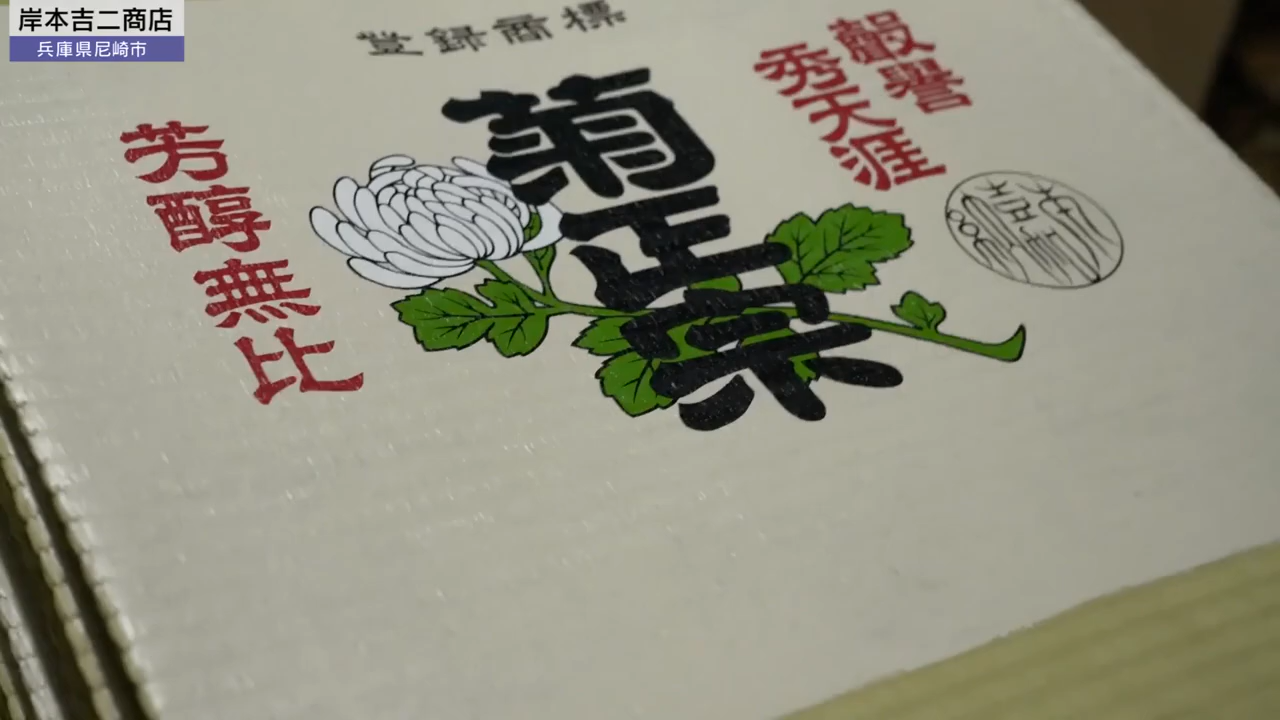 岸本吉二商店
兵庫県尼崎市
登録商標
嚴譽
秀天涯
菊正宗
芳醇無比